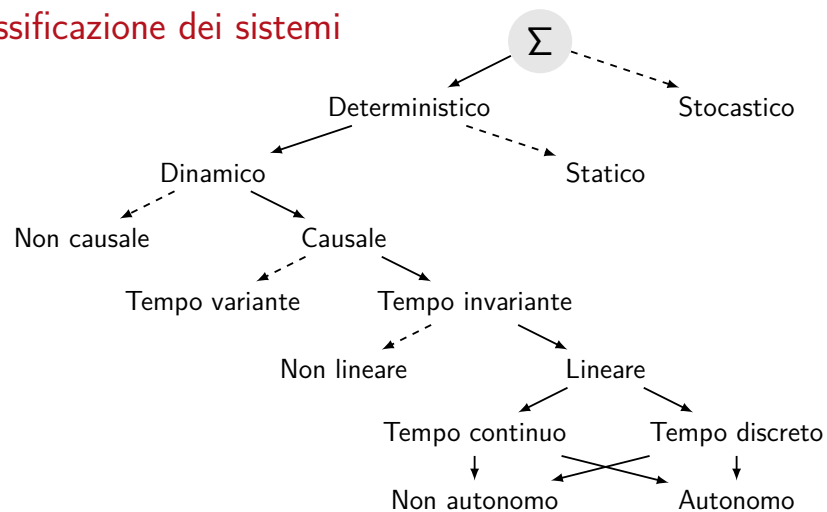 ssificazione dei sistemi
Σ
Deterministico Stocastico
Dinamico Statico
Non causale Causale
Tempo variante Tempo invariante
Non lineare Lineare
Tempo continuo Tempo discreto
Non autonomo Autonomo